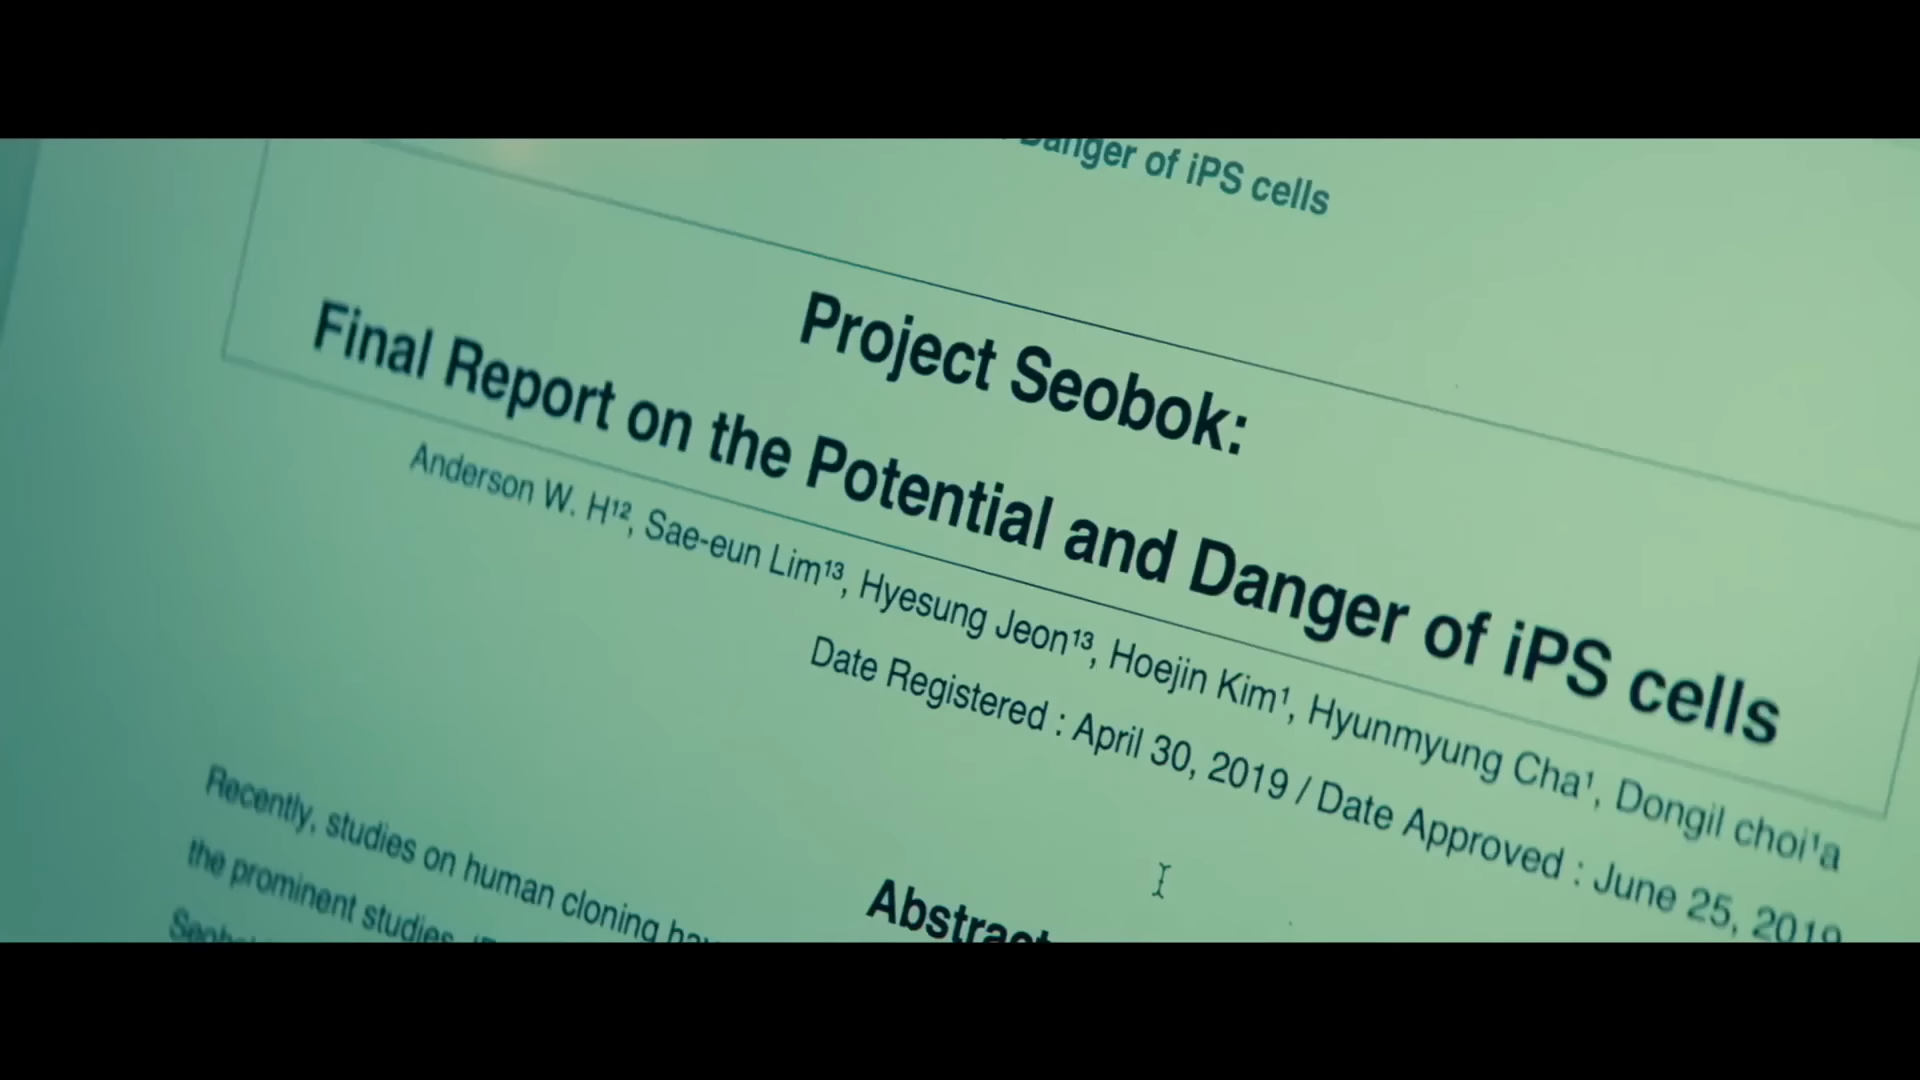 Danger of iPS cells
Project Seobok:
Final Report on the Potential and Danger of iPS cells
Anderson W. H¹², Sae-eun Lim¹³, Hyesung Jeon¹³, Hoejin Kim¹, Hyunmyung Cha¹, Dongil choi¹a
Date Registered : April 30, 2019 / Date Approved : June 25, 2019
Abstract
Recently, studies on human cloning
the prominent studies